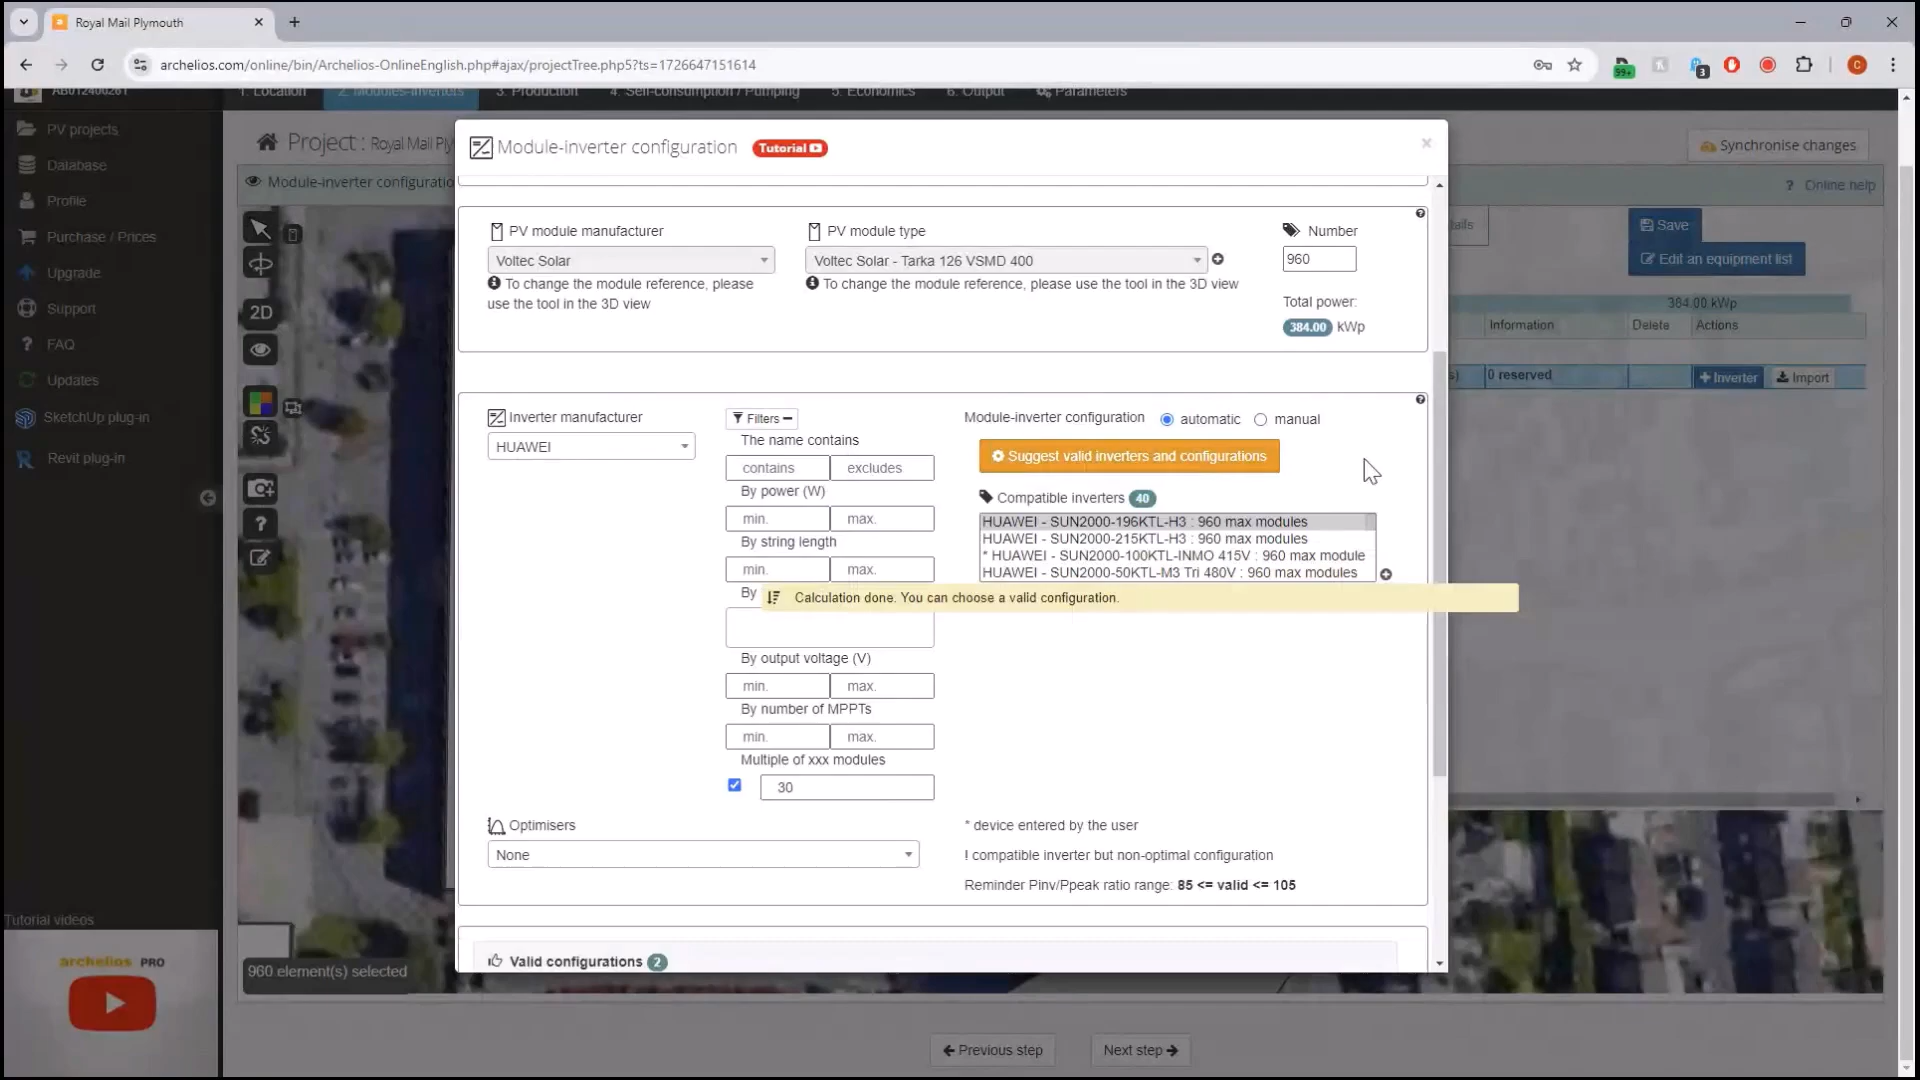 Royal Mail Plymouth
archelios.com/online/bin/Archelios-OnlineEnglish.php#ajax/projectTree.php5?ts=1726647151614
99+
3
C
AB012400261
1. Location
2. Modules-Inverters
3. Production
4. Self-consumption / Pumping
5. Economics
6. Output
Parameters
PV projects
Database
Profile
Purchase / Prices
Upgrade
Support
? FAQ
Updates
SketchUp plug-in
Revit plug-in
Tutorial videos
archelios PRO
Project : Royal Mail Ply
Synchronise changes
Module-inverter configuratio
? Online help
Save
Edit an equipment list
384.00 kWp
Information
Delete
Actions
0 reserved
+ Inverter
Import
2D
?
960 element(s) selected
Module-inverter configuration
Tutorial
×
PV module manufacturer
Voltec Solar
To change the module reference, please
use the tool in the 3D view
PV module type
Voltec Solar - Tarka 126 VSMD 400
To change the module reference, please use the tool in the 3D view
Number
960
Total power:
384.00 kWp
Inverter manufacturer
HUAWEI
Filters
The name contains
contains
excludes
By power (W)
min.
max.
By string length
min.
max.
By
By output voltage (V)
min.
max.
By number of MPPTs
min.
max.
Multiple of xxx modules
30
Module-inverter configuration
automatic
manual
Suggest valid inverters and configurations
Compatible inverters 40
HUAWEI - SUN2000-196KTL-H3 : 960 max modules
HUAWEI - SUN2000-215KTL-H3 : 960 max modules
* HUAWEI - SUN2000-100KTL-INMO 415V : 960 max module
HUAWEI - SUN2000-50KTL-M3 Tri 480V : 960 max modules
Calculation done. You can choose a valid configuration.
Optimisers
None
* device entered by the user
! compatible inverter but non-optimal configuration
Reminder Pinv/Ppeak ratio range: 85 <= valid <= 105
Valid configurations 2
Previous step
Next step